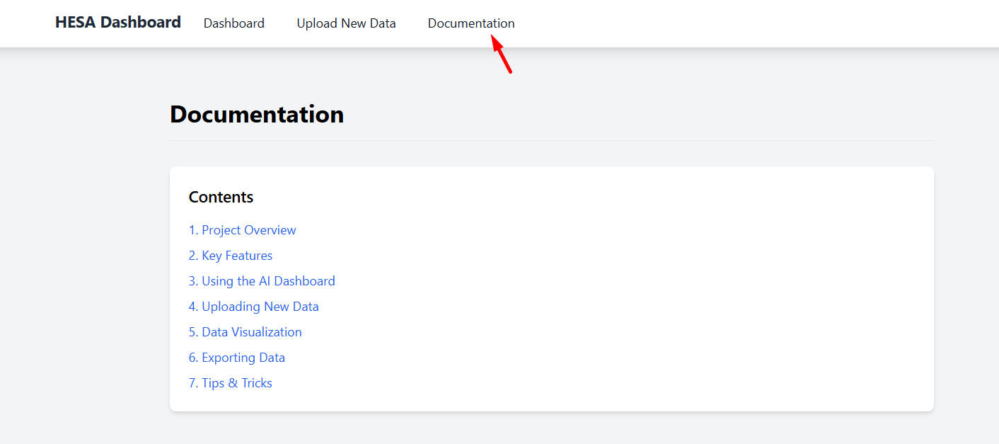 HESA Dashboard Dashboard Upload New Data Documentation
Documentation
Contents
1. Project Overview
2. Key Features
3. Using the AI Dashboard
4. Uploading New Data
5. Data Visualization
6. Exporting Data
7. Tips & Tricks